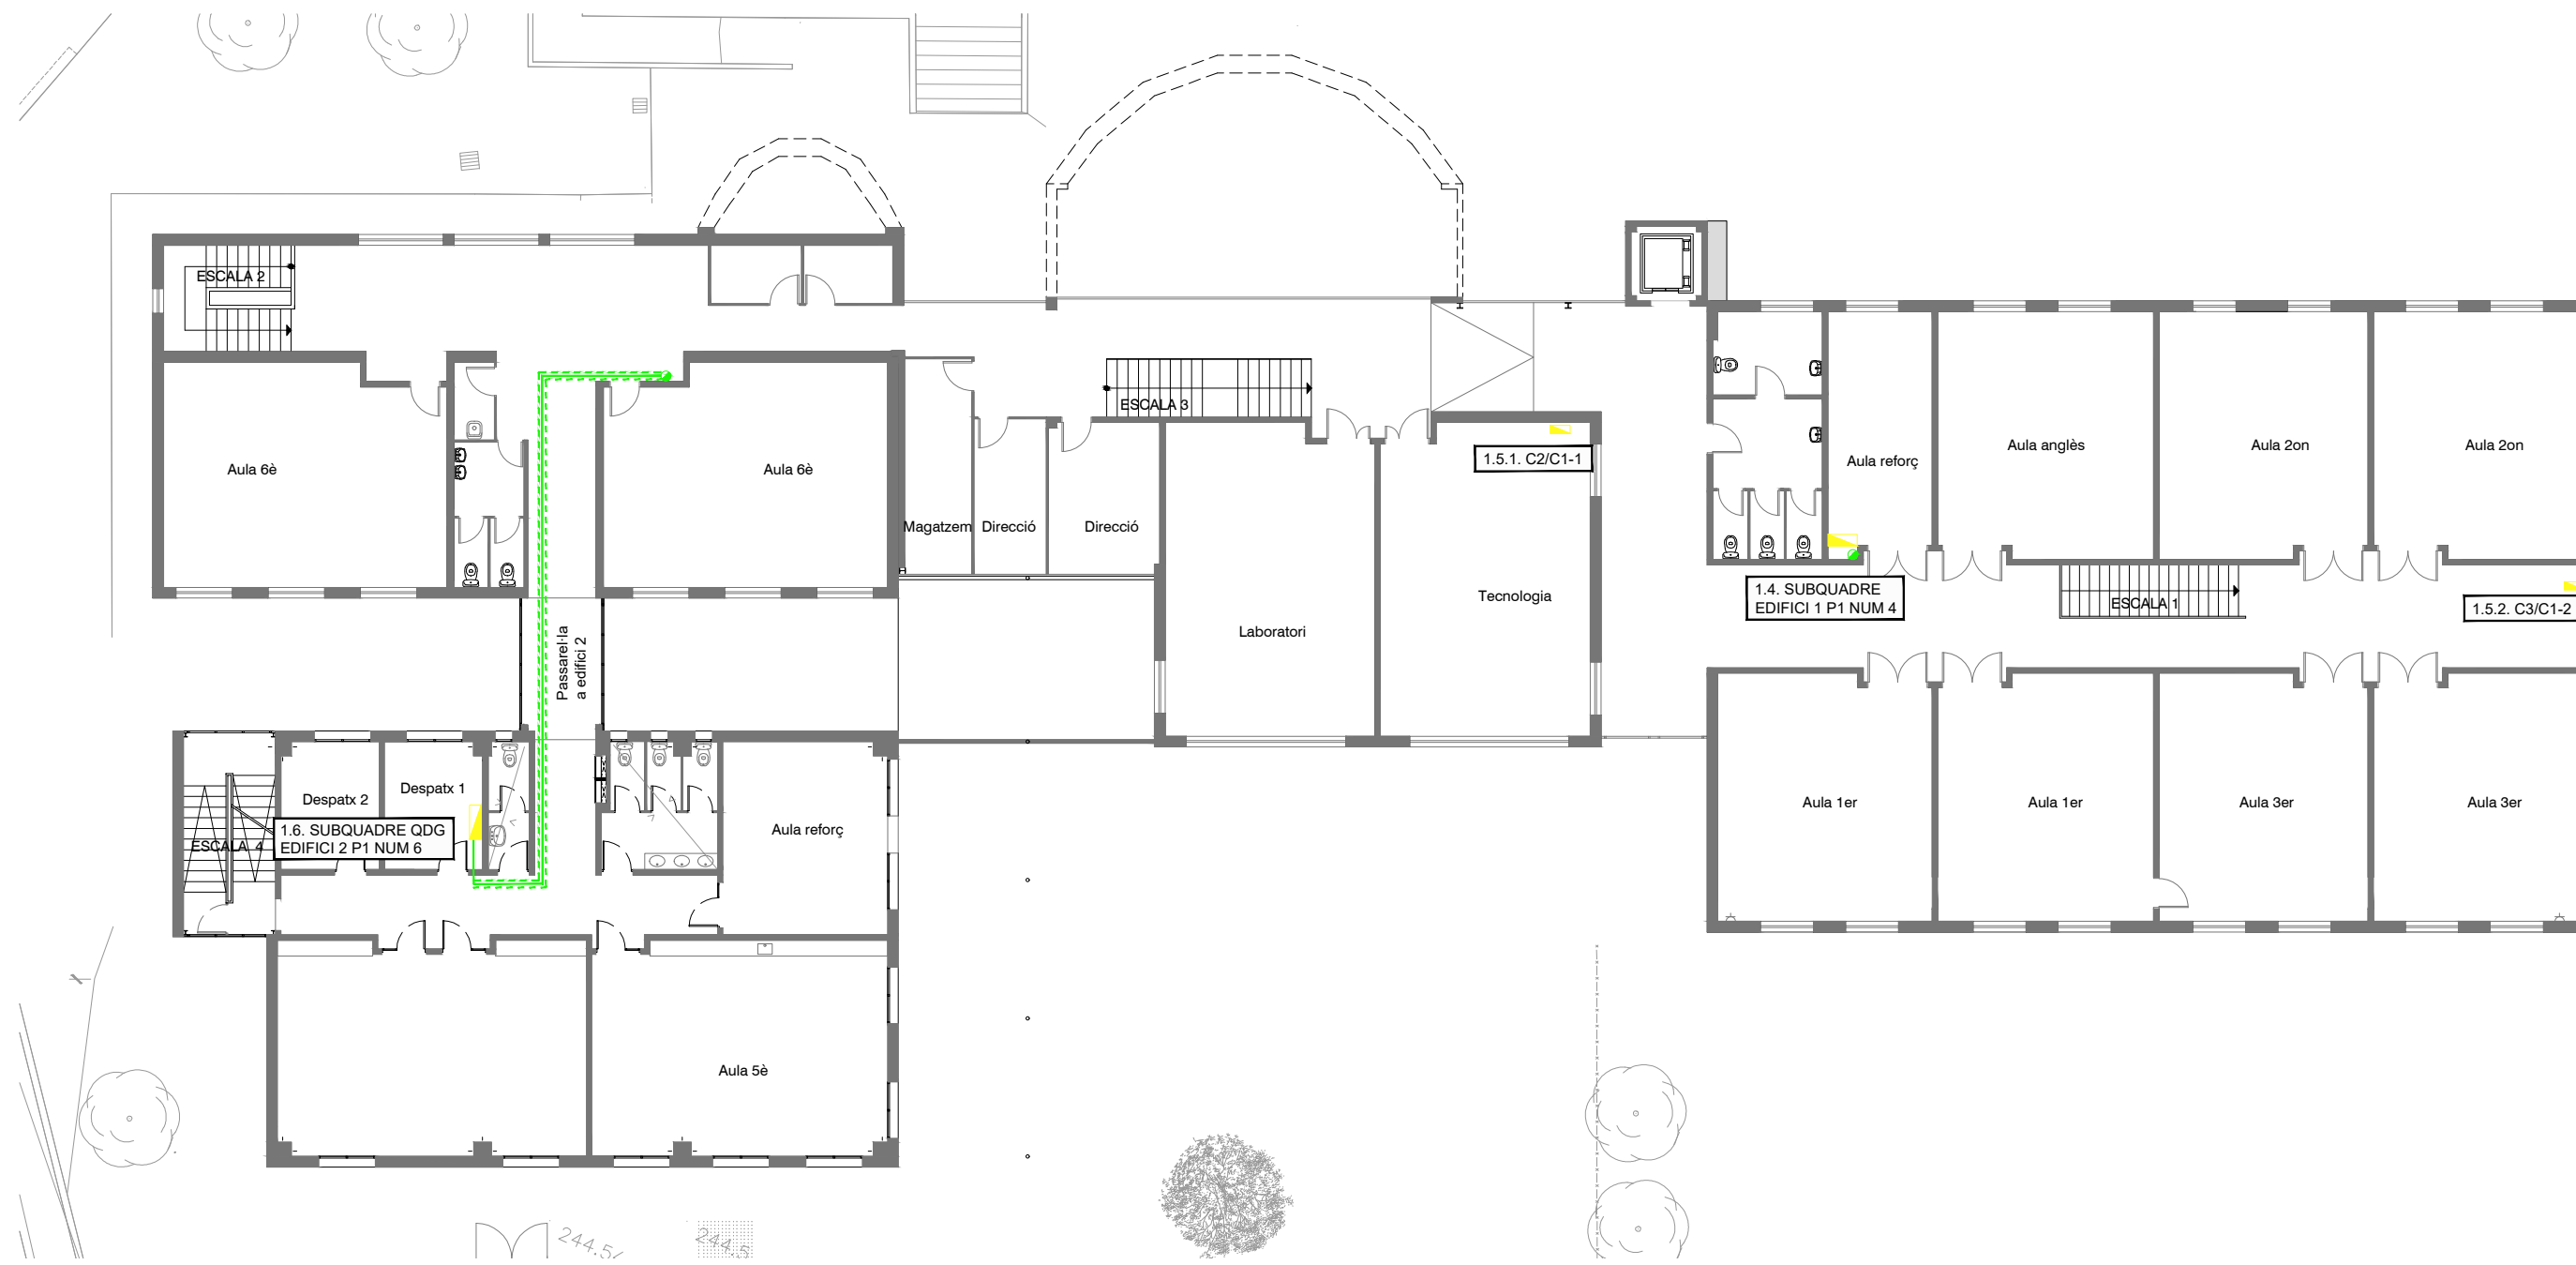 ESCALA 2
Aula 6è
Aula 6è
ESCALA 3
Magatzem
Direcció
Direcció
1.5.1. C2/C1-1
Laboratori
Tecnologia
Aula reforç
Aula anglès
Aula 2on
Aula 2on
1.4. SUBQUADRE
EDIFICI 1 P1 NUM 4
ESCALA 1
1.5.2. C3/C1-2
Passarel·la
a edifici 2
Despatx 2
Despatx 1
1.6. SUBQUADRE QDG
EDIFICI 2 P1 NUM 6
ESCALA 4
Aula reforç
Aula 1er
Aula 1er
Aula 3er
Aula 3er
Aula 5è
244.5